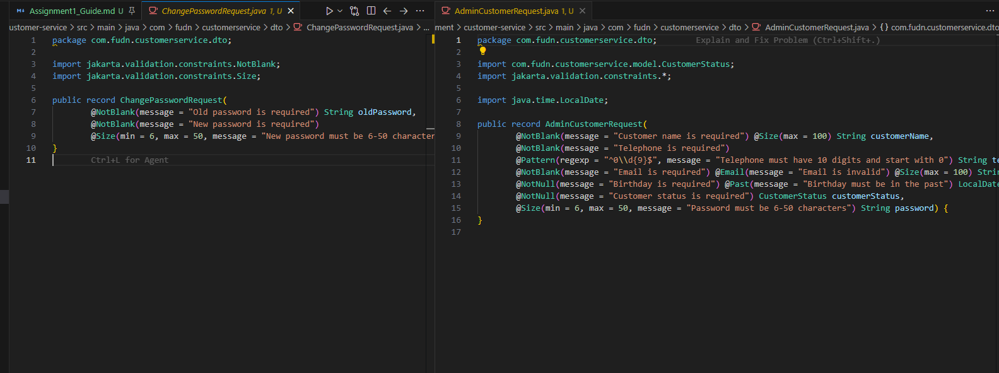 Assignment1_Guide.md U
ChangePasswordRequest.java 1, U
ustomer-service > src > main > java > com > fudn > customerservice > dto > ChangePasswordRequest.java > ...
1 package com.fudn.customerservice.dto;
2
3 import jakarta.validation.constraints.NotBlank;
4 import jakarta.validation.constraints.Size;
5
6 public record ChangePasswordRequest(
7 @NotBlank(message = "Old password is required") String oldPassword,
8 @NotBlank(message = "New password is required")
9 @Size(min = 6, max = 50, message = "New password must be 6-50 character
10 }
11 Ctrl+L for Agent
AdminCustomerRequest.java 1, U
ment > customer-service > src > main > java > com > fudn > customerservice > dto > AdminCustomerRequest.java > {} com.fudn.customerservice.dto
1 package com.fudn.customerservice.dto; Explain and Fix Problem (Ctrl+Shift+.)
2
3 import com.fudn.customerservice.model.CustomerStatus;
4 import jakarta.validation.constraints.*;
5
6 import java.time.LocalDate;
7
8 public record AdminCustomerRequest(
9 @NotBlank(message = "Customer name is required") @Size(max = 100) String customerName,
10 @NotBlank(message = "Telephone is required")
11 @Pattern(regexp = "^0\\d{9}$", message = "Telephone must have 10 digits and start with 0") String te
12 @NotBlank(message = "Email is required") @Email(message = "Email is invalid") @Size(max = 100) Strin
13 @NotNull(message = "Birthday is required") @Past(message = "Birthday must be in the past") LocalDate
14 @NotNull(message = "Customer status is required") CustomerStatus customerStatus,
15 @Size(min = 6, max = 50, message = "Password must be 6-50 characters") String password) {
16 }
17